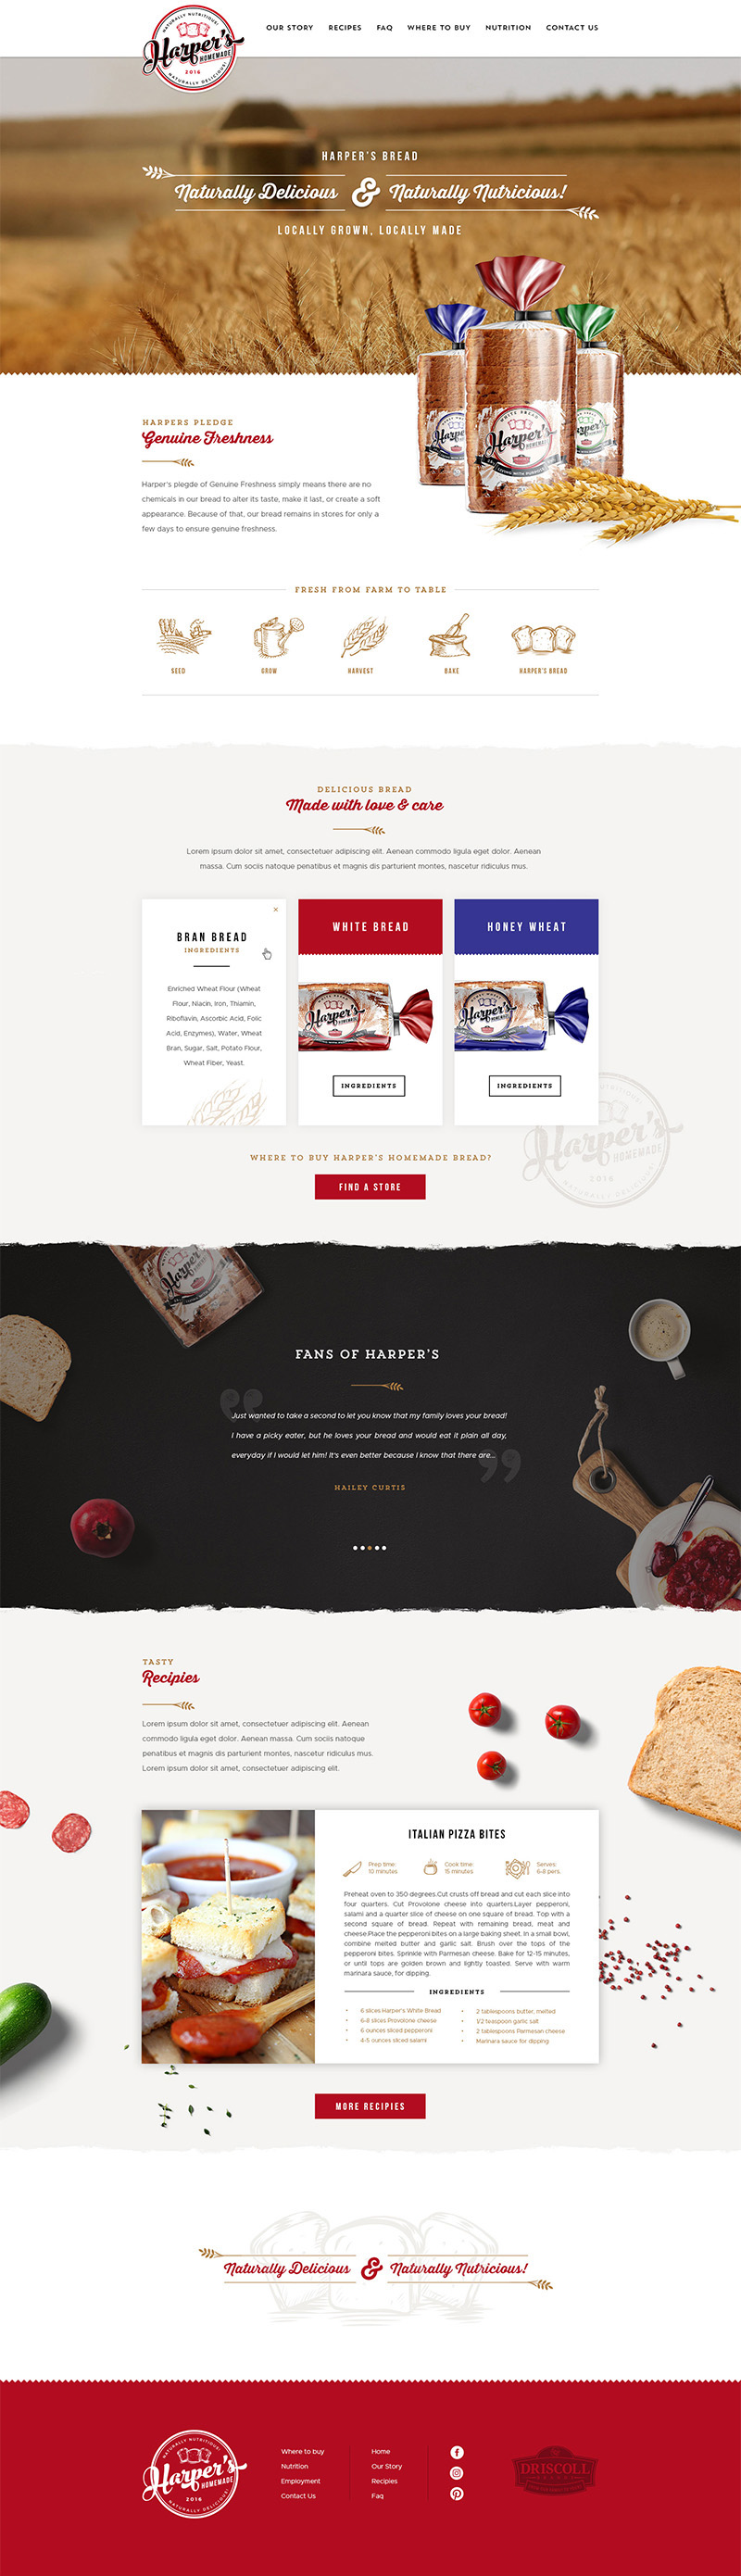 NATURALLY NUTRITIOUS!
Harper's
HOMEMADE
2016
NATURALLY DELICIOUS!
OUR STORY RECIPES FAQ WHERE TO BUY NUTRITION CONTACT US
HARPER'S BREAD
Naturally Delicious & Naturally Nutricious!
LOCALLY GROWN, LOCALLY MADE
WHITE BREAD
Harper's
HARPERS PLEDGE
Genuine Freshness
Harper's plegde of Genuine Freshness simply means there are no
chemicals in our bread to alter its taste, make it last, or create a soft
appearance. Because of that, our bread remains in stores for only a
few days to ensure genuine freshness.
FRESH FROM FARM TO TABLE
SEED GROW HARVEST BAKE HARPER'S BREAD
DELICIOUS BREAD
Made with love & care
Lorem ipsum dolor sit amet, consectetuer adipiscing elit. Aenean commodo ligula eget dolor. Aenean
massa. Cum sociis natoque penatibus et magnis dis parturient montes, nascetur ridiculus mus.
BRAN BREAD
INGREDIENTS
Enriched Wheat Flour (Wheat
Flour, Niacin, Iron, Thiamin,
Riboflavin, Ascorbic Acid, Folic
Acid, Enzymes), Water, Wheat
Bran, Sugar, Salt, Potato Flour,
Wheat Fiber, Yeast.
WHITE BREAD
Harper's
HOMEMADE
INGREDIENTS
HONEY WHEAT
Harper's
HOMEMADE
INGREDIENTS
Harper's
HOMEMADE
2016
NATURALLY DELICIOUS!
WHERE TO BUY HARPER'S HOMEMADE BREAD?
FIND A STORE
Harper's
FANS OF HARPER'S
Just wanted to take a second to let you know that my family loves your bread!
I have a picky eater, but he loves your bread and would eat it plain all day,
everyday if I would let him! It's even better because I know that there are...
HAILEY CURTIS
TASTY
Recipies
Lorem ipsum dolor sit amet, consectetuer adipiscing elit. Aenean
commodo ligula eget dolor. Aenean massa. Cum sociis natoque
penatibus et magnis dis parturient montes, nascetur ridiculus mus.
Lorem ipsum dolor sit amet, consectetuer adipiscing elit.
ITALIAN PIZZA BITES
Prep time:
10 minutes
Cook time:
15 minutes
Serves:
6-8 pers.
Preheat oven to 350 degrees.Cut crusts off bread and cut each slice into
four quarters. Cut Provolone cheese into quarters.Layer pepperoni,
salami and a quarter slice of cheese on one square of bread. Top with a
second square of bread. Repeat with remaining bread, meat and
cheese.Place the pepperoni bites on a large baking sheet. In a small bowl,
combine melted butter and garlic salt. Brush over the tops of the
pepperoni bites. Sprinkle with Parmesan cheese. Bake for 12-15 minutes,
or until tops are golden brown and lightly toasted. Serve with warm
marinara sauce, for dipping.
INGREDIENTS
6 slices Harper's White Bread
6-8 slices Provolone cheese
6 ounces sliced pepperoni
4-5 ounces sliced salami
2 tablespoons butter, melted
1/2 teaspoon garlic salt
2 tablespoons Parmesan cheese
Marinara sauce for dipping
MORE RECIPIES
Naturally Delicious & Naturally Nutricious!
NATURALLY NUTRITIOUS!
Harper's
HOMEMADE
2016
NATURALLY DELICIOUS!
Where to buy
Nutrition
Employment
Contact Us
Home
Our Story
Recipies
Faq
DRISCOLL